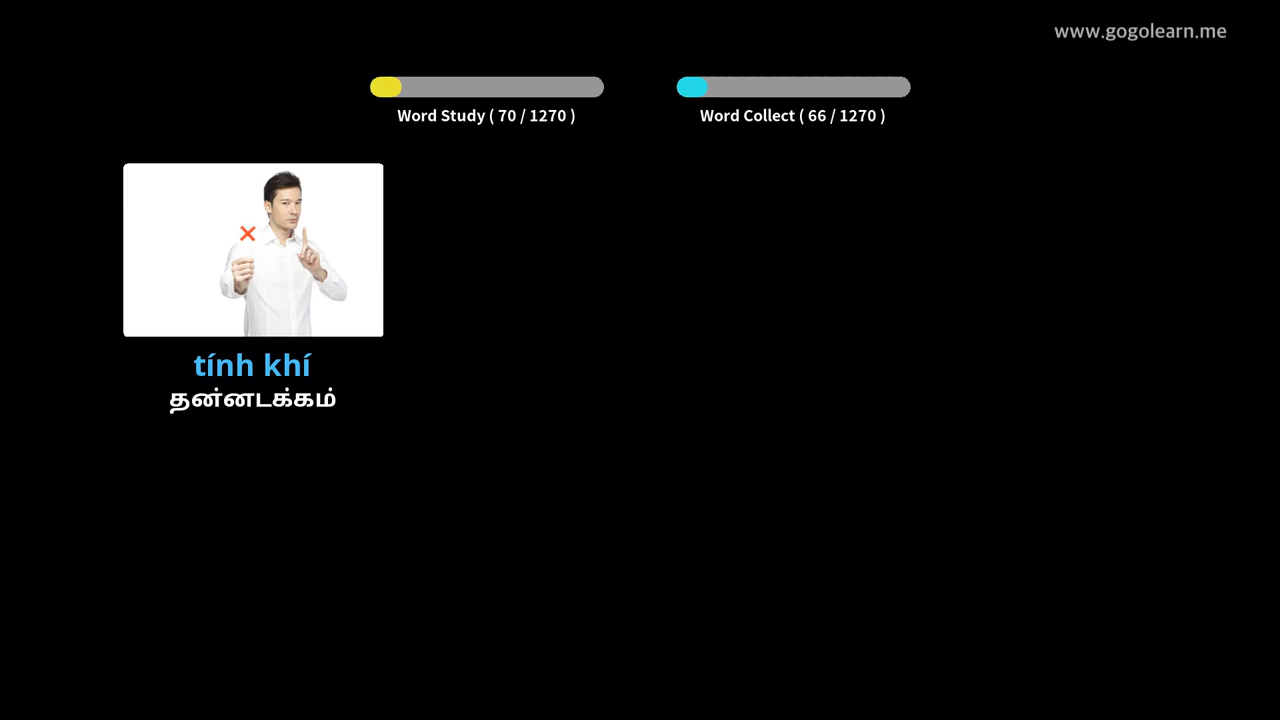 www.gogolearn.me
Word Study ( 70 / 1270 )
Word Collect ( 66 / 1270 )
tính khí
தன்னடக்கம்